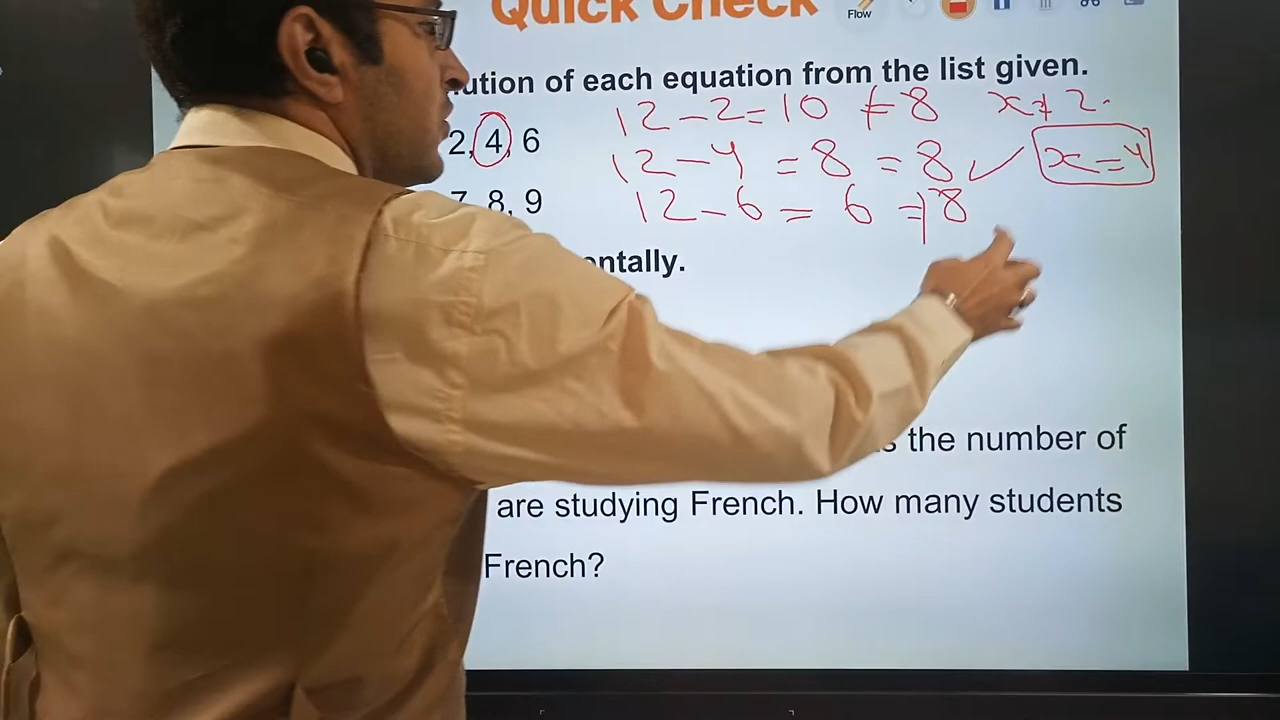 Quick Check
Flow
ution of each equation from the list given.
12 - 2 = 10 ≠ 8 x ≠ 2.
2, 4, 6
12 - 4 = 8 = 8 ✓ x = 4
7, 8, 9
12 - 6 = 6 ≠ 8
entally.
s the number of
are studying French. How many students
French?